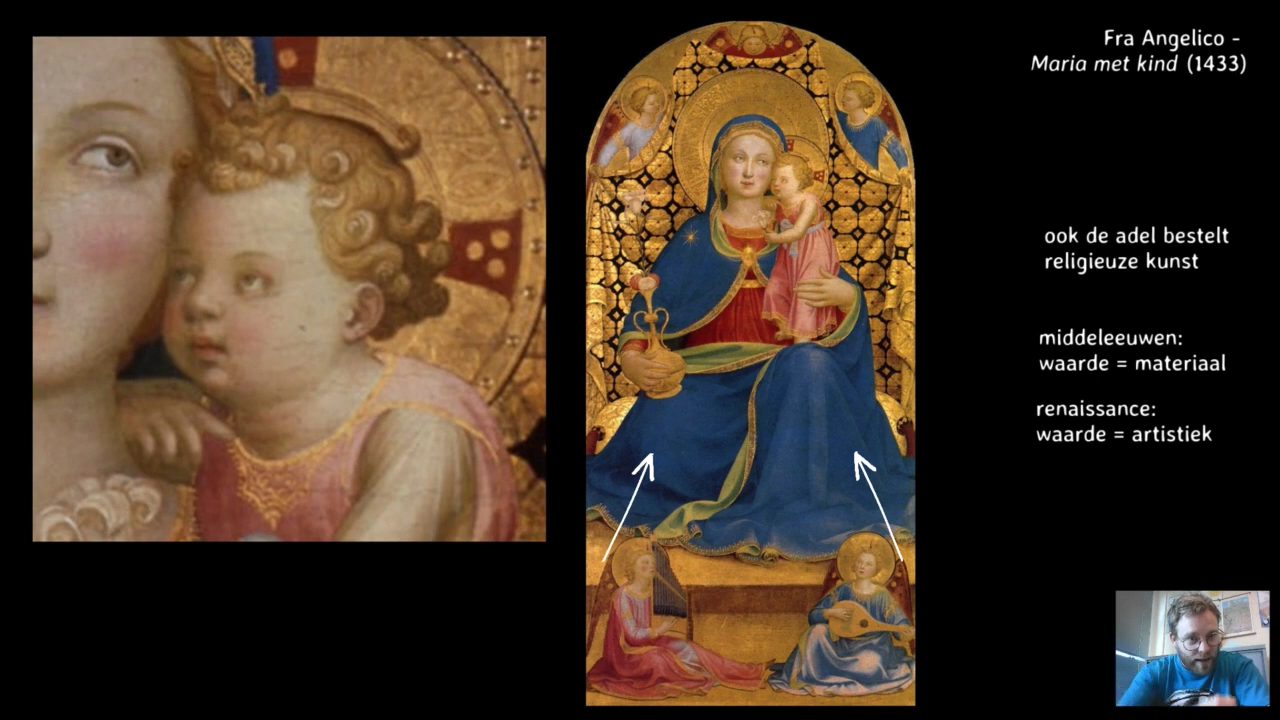 Fra Angelico -
Maria met kind (1433)
ook de adel bestelt
religieuze kunst
middeleeuwen:
waarde = materiaal
renaissance:
waarde = artistiek